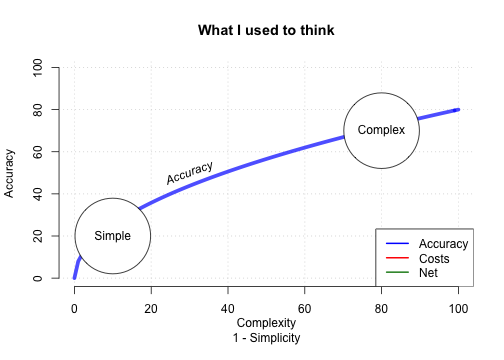 What I used to think
100
80
60
40
20
0
Accuracy
Complex
Accuracy
Simple
Accuracy
Costs
Net
0
20
40
60
80
100
Complexity
1 - Simplicity